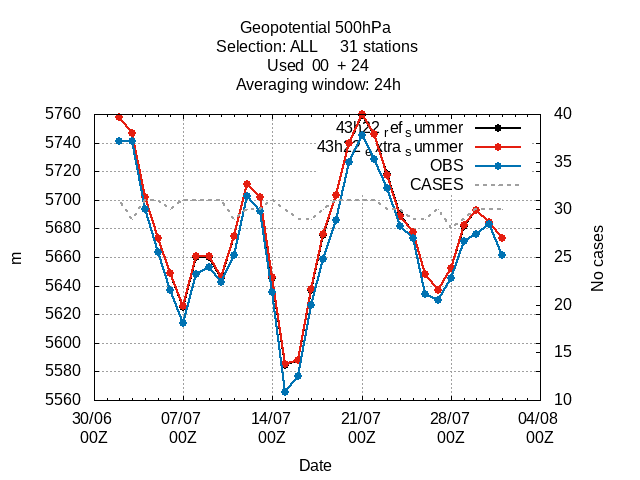 Geopotential 500hPa
Selection: ALL 31 stations
Used 00 + 24
Averaging window: 24h
43h22_ref_summer
43h22_extra_summer
OBS
CASES
5760
5740
5720
5700
5680
5660
5640
5620
5600
5580
5560
40
35
30
25
20
15
10
m
No cases
30/06 07/07 14/07 21/07 28/07 04/08
00Z 00Z 00Z 00Z 00Z 00Z
Date